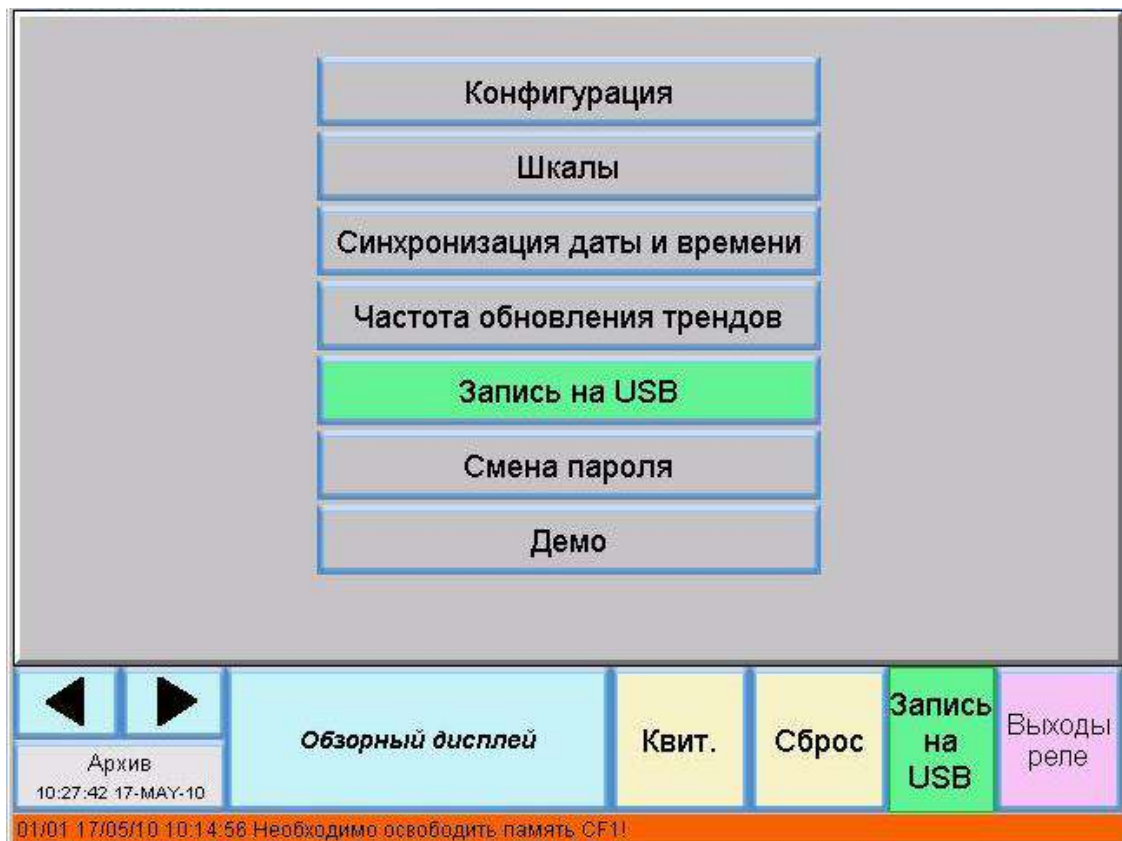 Конфигурация
Шкалы
Синхронизация даты и времени
Частота обновления трендов
Запись на USB
Смена пароля
Демо
Обзорный дисплей
Квит.
Сброс
Запись
на
USB
Выходы
реле
Архив
10:27:42 17-MAY-10
01/01 17/05/10 10:14:56 Необходимо освободить память CF1!